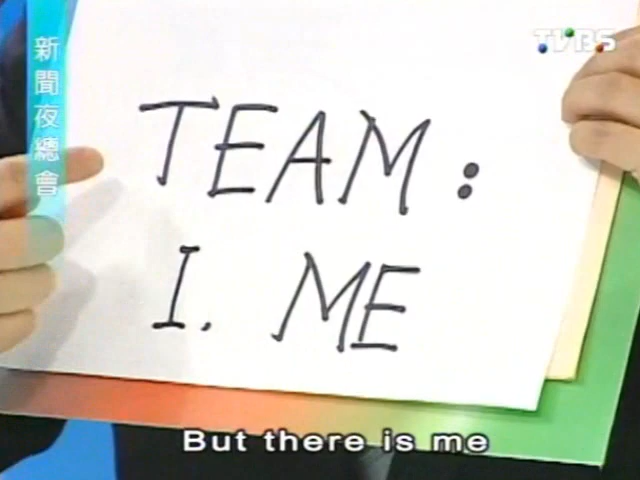 新聞夜總會
TVBS
TEAM:
I. ME
But there is me